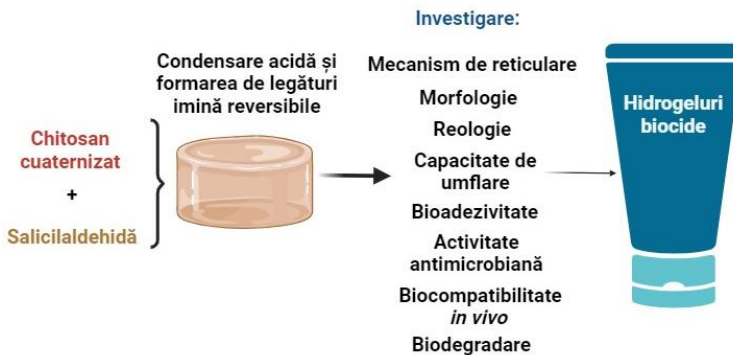 Chitosan
cuaternizat
+
Salicilaldehidă
Condensare acidă și
formarea de legături
imină reversibile
Investigare:
Mecanism de reticulare
Morfologie
Reologie
Capacitate de
umflare
Bioadezivitate
Activitate
antimicrobiană
Biocompatibilitate
in vivo
Biodegradare
Hidrogeluri
biocide